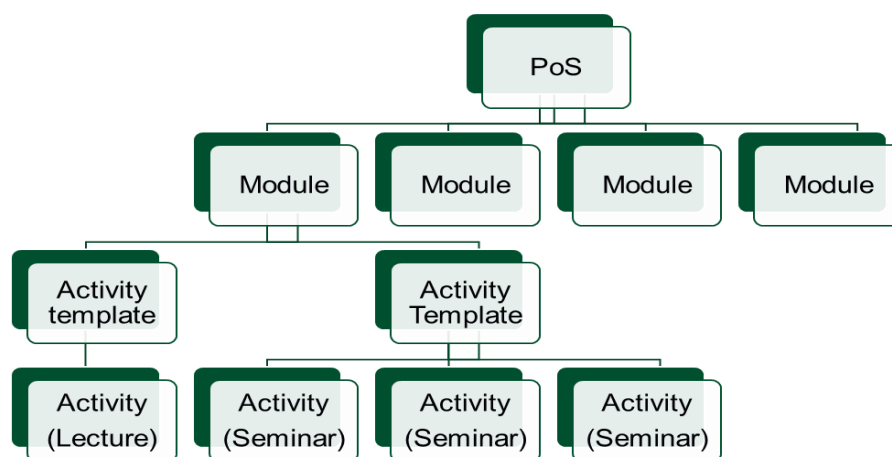 PoS
Module
Module
Module
Module
Activity
template
Activity
Template
Activity
(Lecture)
Activity
(Seminar)
Activity
(Seminar)
Activity
(Seminar)